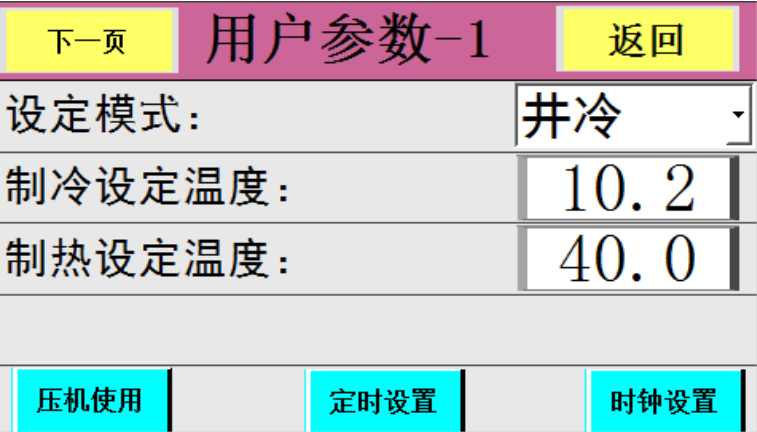 下一页 用户参数-1 返回
设定模式: 井冷
制冷设定温度: 10.2
制热设定温度: 40.0
压机使用 定时设置 时钟设置